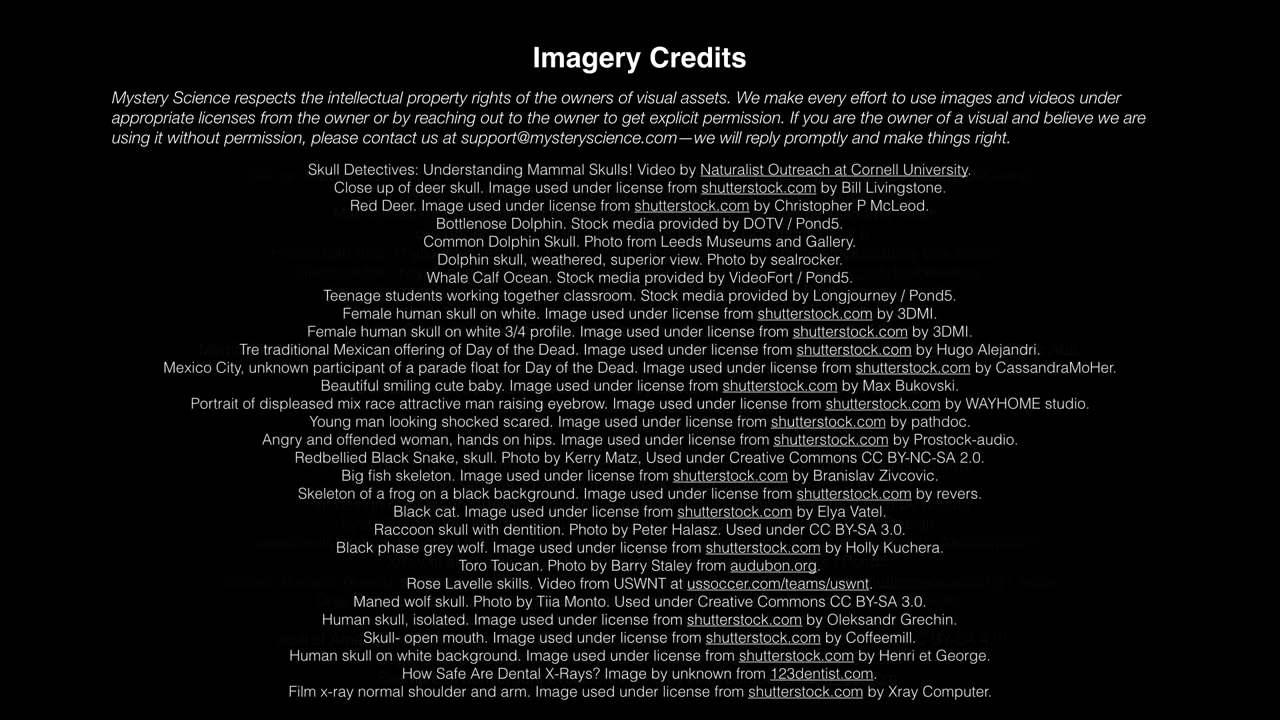 Imagery Credits
Mystery Science respects the intellectual property rights of the owners of visual assets. We make every effort to use images and videos under
appropriate licenses from the owner or by reaching out to the owner to get explicit permission. If you are the owner of a visual and believe we are
using it without permission, please contact us at support@mysteryscience.com—we will reply promptly and make things right.
Skull Detectives: Understanding Mammal Skulls! Video by Naturalist Outreach at Cornell University.
Close up of deer skull. Image used under license from shutterstock.com by Bill Livingstone.
Red Deer. Image used under license from shutterstock.com by Christopher P McLeod.
Bottlenose Dolphin. Stock media provided by DOTV / Pond5.
Common Dolphin Skull. Photo from Leeds Museums and Gallery.
Dolphin skull, weathered, superior view. Photo by sealrocker.
Whale Calf Ocean. Stock media provided by VideoFort / Pond5.
Teenage students working together classroom. Stock media provided by Longjourney / Pond5.
Female human skull on white. Image used under license from shutterstock.com by 3DMI.
Female human skull on white 3/4 profile. Image used under license from shutterstock.com by 3DMI.
Tre traditional Mexican offering of Day of the Dead. Image used under license from shutterstock.com by Hugo Alejandri.
Mexico City, unknown participant of a parade float for Day of the Dead. Image used under license from shutterstock.com by CassandraMoHer.
Beautiful smiling cute baby. Image used under license from shutterstock.com by Max Bukovski.
Portrait of displeased mix race attractive man raising eyebrow. Image used under license from shutterstock.com by WAYHOME studio.
Young man looking shocked scared. Image used under license from shutterstock.com by pathdoc.
Angry and offended woman, hands on hips. Image used under license from shutterstock.com by Prostock-audio.
Redbellied Black Snake, skull. Photo by Kerry Matz, Used under Creative Commons CC BY-NC-SA 2.0.
Big fish skeleton. Image used under license from shutterstock.com by Branislav Zivcovic.
Skeleton of a frog on a black background. Image used under license from shutterstock.com by revers.
Black cat. Image used under license from shutterstock.com by Elya Vatel.
Raccoon skull with dentition. Photo by Peter Halasz. Used under CC BY-SA 3.0.
Black phase grey wolf. Image used under license from shutterstock.com by Holly Kuchera.
Toro Toucan. Photo by Barry Staley from audubon.org.
Rose Lavelle skills. Video from USWNT at ussoccer.com/teams/uswnt.
Maned wolf skull. Photo by Tiia Monto. Used under Creative Commons CC BY-SA 3.0.
Human skull, isolated. Image used under license from shutterstock.com by Oleksandr Grechin.
Skull- open mouth. Image used under license from shutterstock.com by Coffeemill.
Human skull on white background. Image used under license from shutterstock.com by Henri et George.
How Safe Are Dental X-Rays? Image by unknown from 123dentist.com.
Film x-ray normal shoulder and arm. Image used under license from shutterstock.com by Xray Computer.